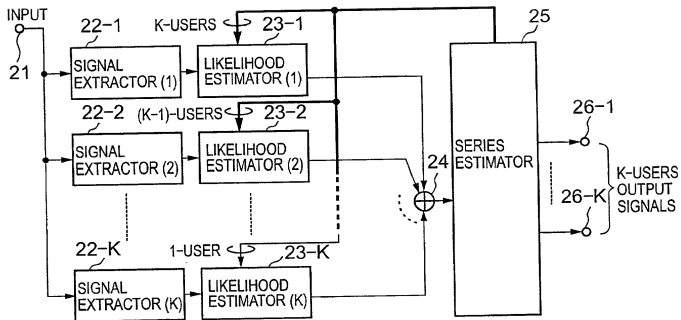 INPUT
21
22-1
SIGNAL
EXTRACTOR (1)
K-USERS
23-1
LIKELIHOOD
ESTIMATOR (1)
22-2
SIGNAL
EXTRACTOR (2)
(K-1)-USERS
23-2
LIKELIHOOD
ESTIMATOR (2)
22-K
SIGNAL
EXTRACTOR (K)
1-USER
23-K
LIKELIHOOD
ESTIMATOR (K)
24
25
SERIES
ESTIMATOR
26-1
26-K
K-USERS
OUTPUT
SIGNALS